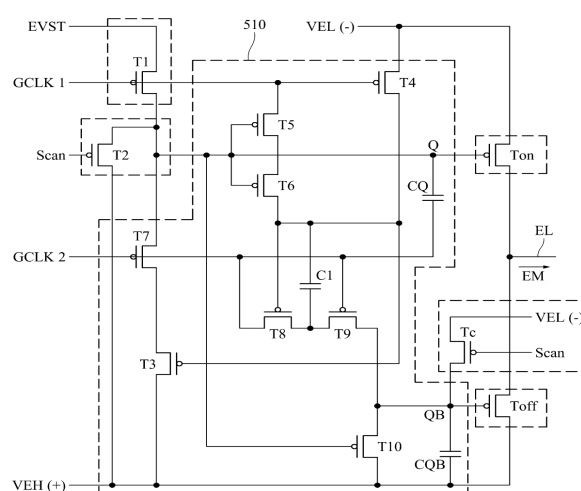 EVST
510
VEL (-)
GCLK 1
T1
T4
T5
Scan
T2
Q
Ton
T6
CQ
GCLK 2
T7
EL
EM
C1
T8
T9
VEL (-)
Tc
Scan
T3
QB
Toff
T10
CQB
VEH (+)